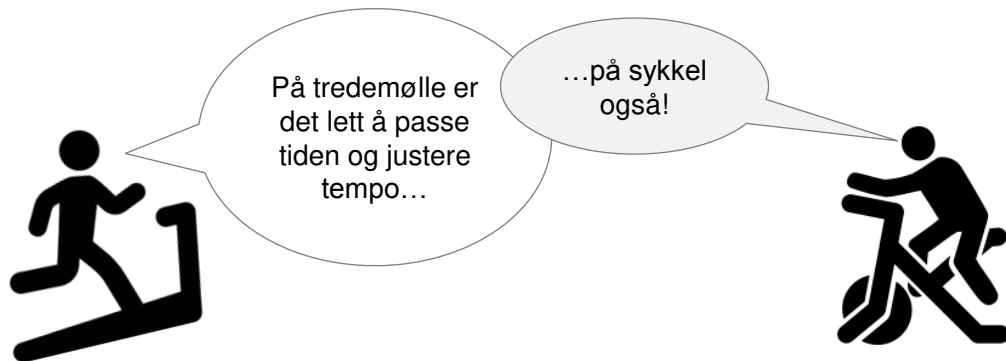 På tredemølle er
det lett å passe
tiden og justere
tempo…
…på sykkel
også!